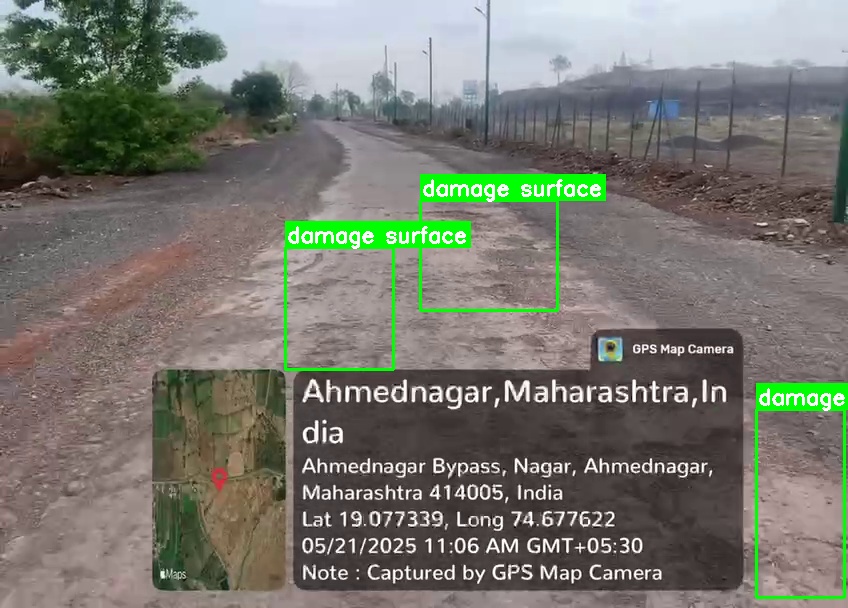 damage surface
damage surface
GPS Map Camera
damage
Ahmednagar,Maharashtra,In
dia
Ahmednagar Bypass, Nagar, Ahmednagar,
Maharashtra 414005, India
Lat 19.077339, Long 74.677622
05/21/2025 11:06 AM GMT+05:30
Note : Captured by GPS Map Camera
Maps